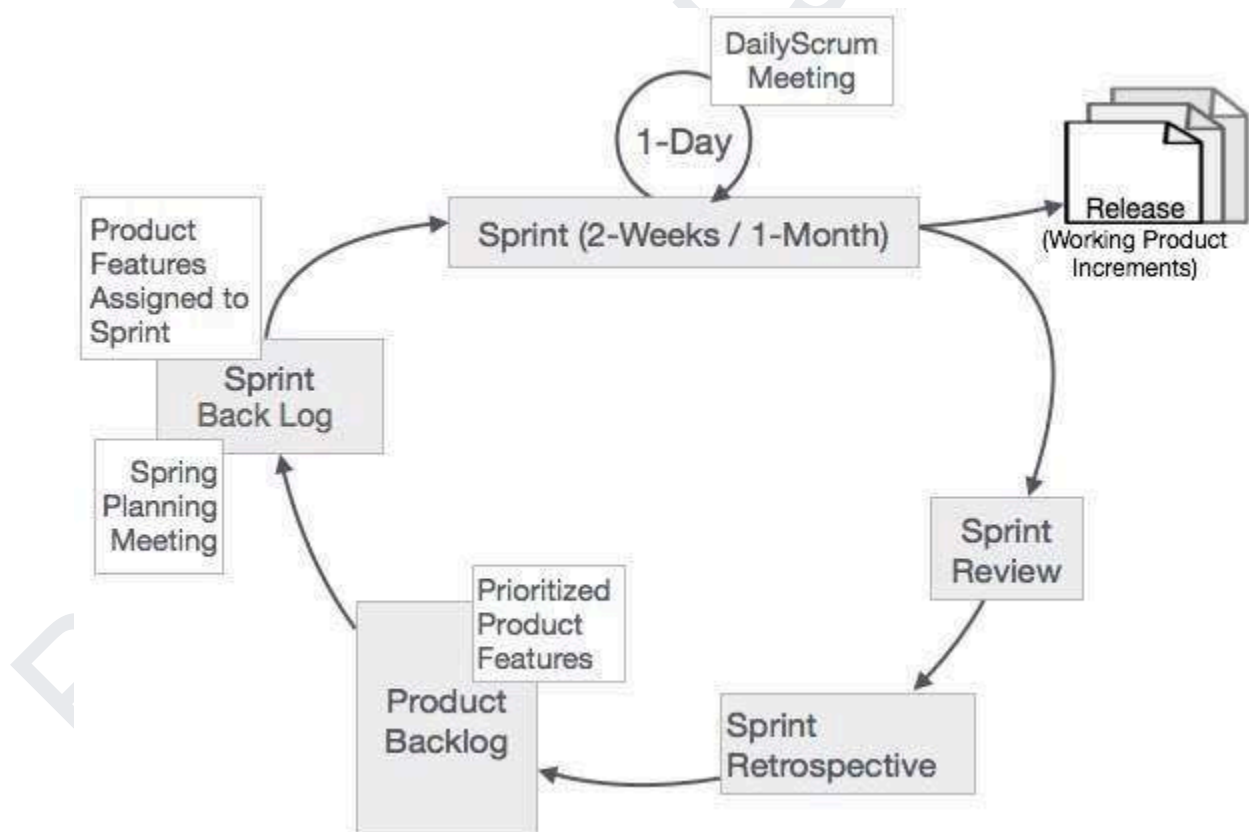 DailyScrum
Meeting
1-Day
Sprint (2-Weeks / 1-Month)
Release
(Working Product
Increments)
Product
Features
Assigned to
Sprint
Sprint
Back Log
Spring
Planning
Meeting
Sprint
Review
Prioritized
Product
Features
Product
Backlog
Sprint
Retrospective